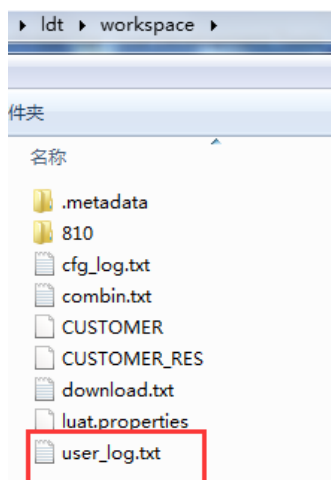 ldt workspace
件夹
名称
.metadata
810
cfg_log.txt
combin.txt
CUSTOMER
CUSTOMER_RES
download.txt
luat.properties
user_log.txt